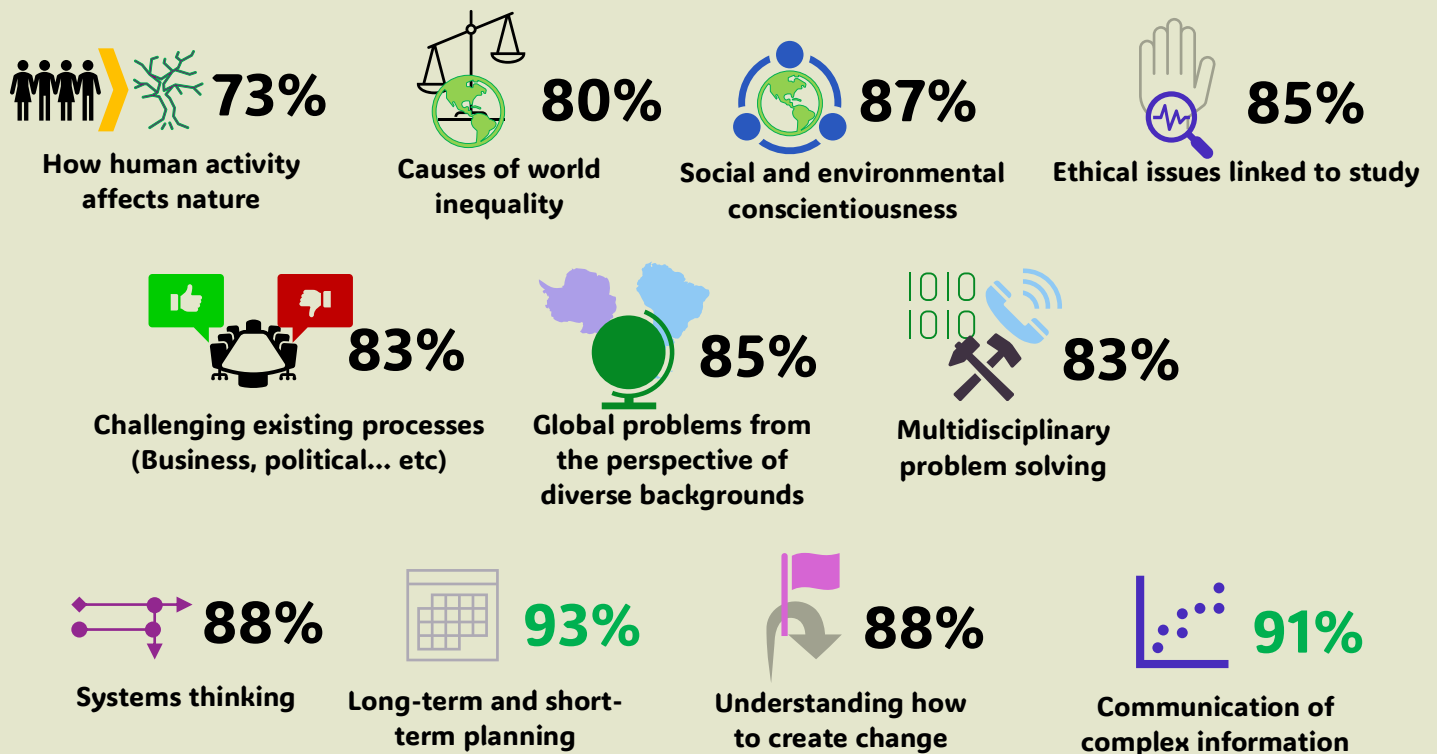 73%
How human activity
affects nature
80%
Causes of world
inequality
87%
Social and environmental
conscientiousness
85%
Ethical issues linked to study
83%
Challenging existing processes
(Business, political... etc)
85%
Global problems from
the perspective of
diverse backgrounds
1010
1010
83%
Multidisciplinary
problem solving
88%
Systems thinking
93%
Long-term and short-
term planning
88%
Understanding how
to create change
91%
Communication of
complex information